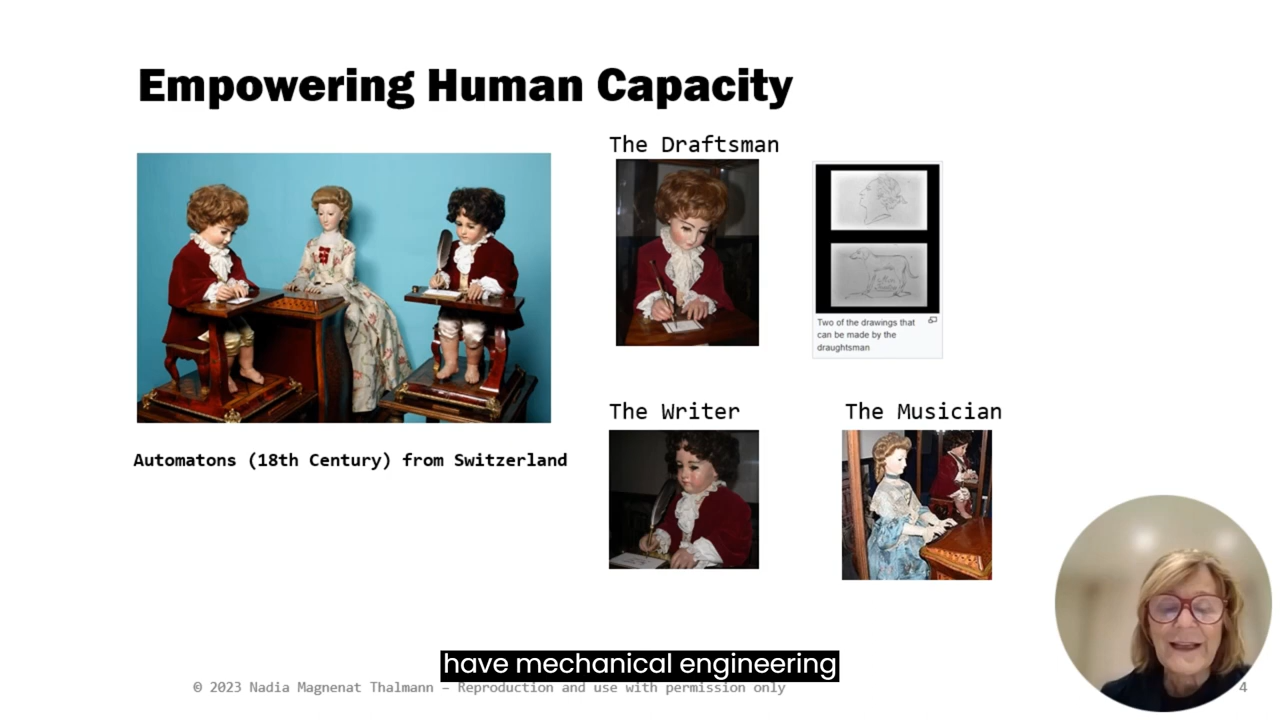 Empowering Human Capacity
The Draftsman
Two of the drawings that
can be made by the
draughtsman
The Writer
The Musician
Automatons (18th Century) from Switzerland
have mechanical engineering
© 2023 Nadia Magnenat Thalmann – Reproduction and use with permission only
4